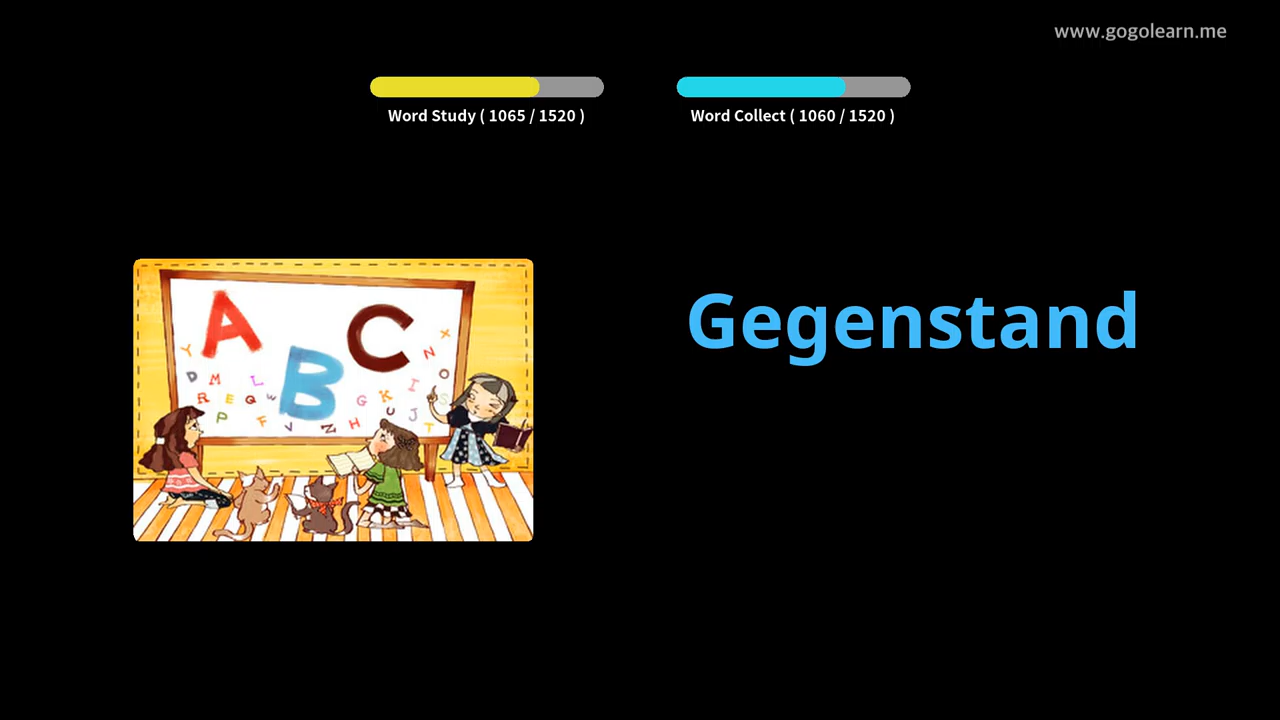 www.gogolearn.me
Word Study ( 1065 / 1520 )
Word Collect ( 1060 / 1520 )
Gegenstand
A
B
C
Y
X
N
D
M
L
O
I
R
E
Q
W
G
K
S
P
F
V
Z
H
U
J
T